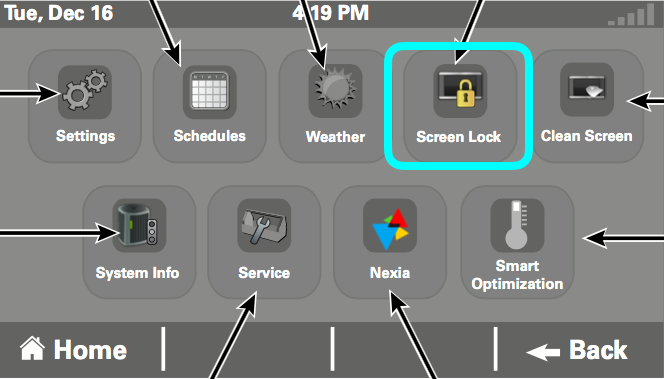 Tue, Dec 16 4:19 PM
Settings Schedules Weather Screen Lock Clean Screen
System Info Service Nexia Smart
Optimization
Home Back